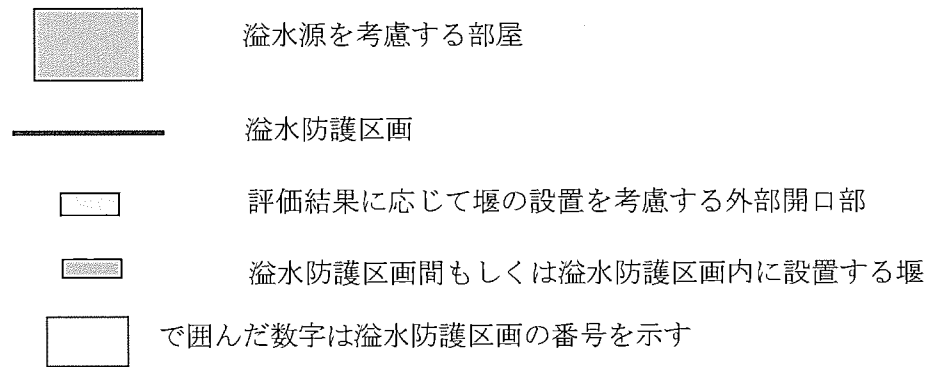 溢水源を考慮する部屋
溢水防護区画
評価結果に応じて堰の設置を考慮する外部開口部
溢水防護区画間もしくは溢水防護区画内に設置する堰
で囲んだ数字は溢水防護区画の番号を示す